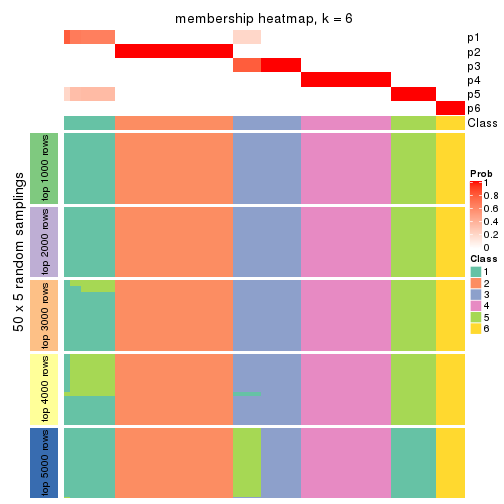 membership heatmap, k = 6
p1
p2
p3
p4
p5
p6
Class
50 x 5 random samplings
top 1000 rows
top 2000 rows
top 3000 rows
top 4000 rows
top 5000 rows
Prob
1
0.8
0.6
0.4
0.2
0
Class
1
2
3
4
5
6